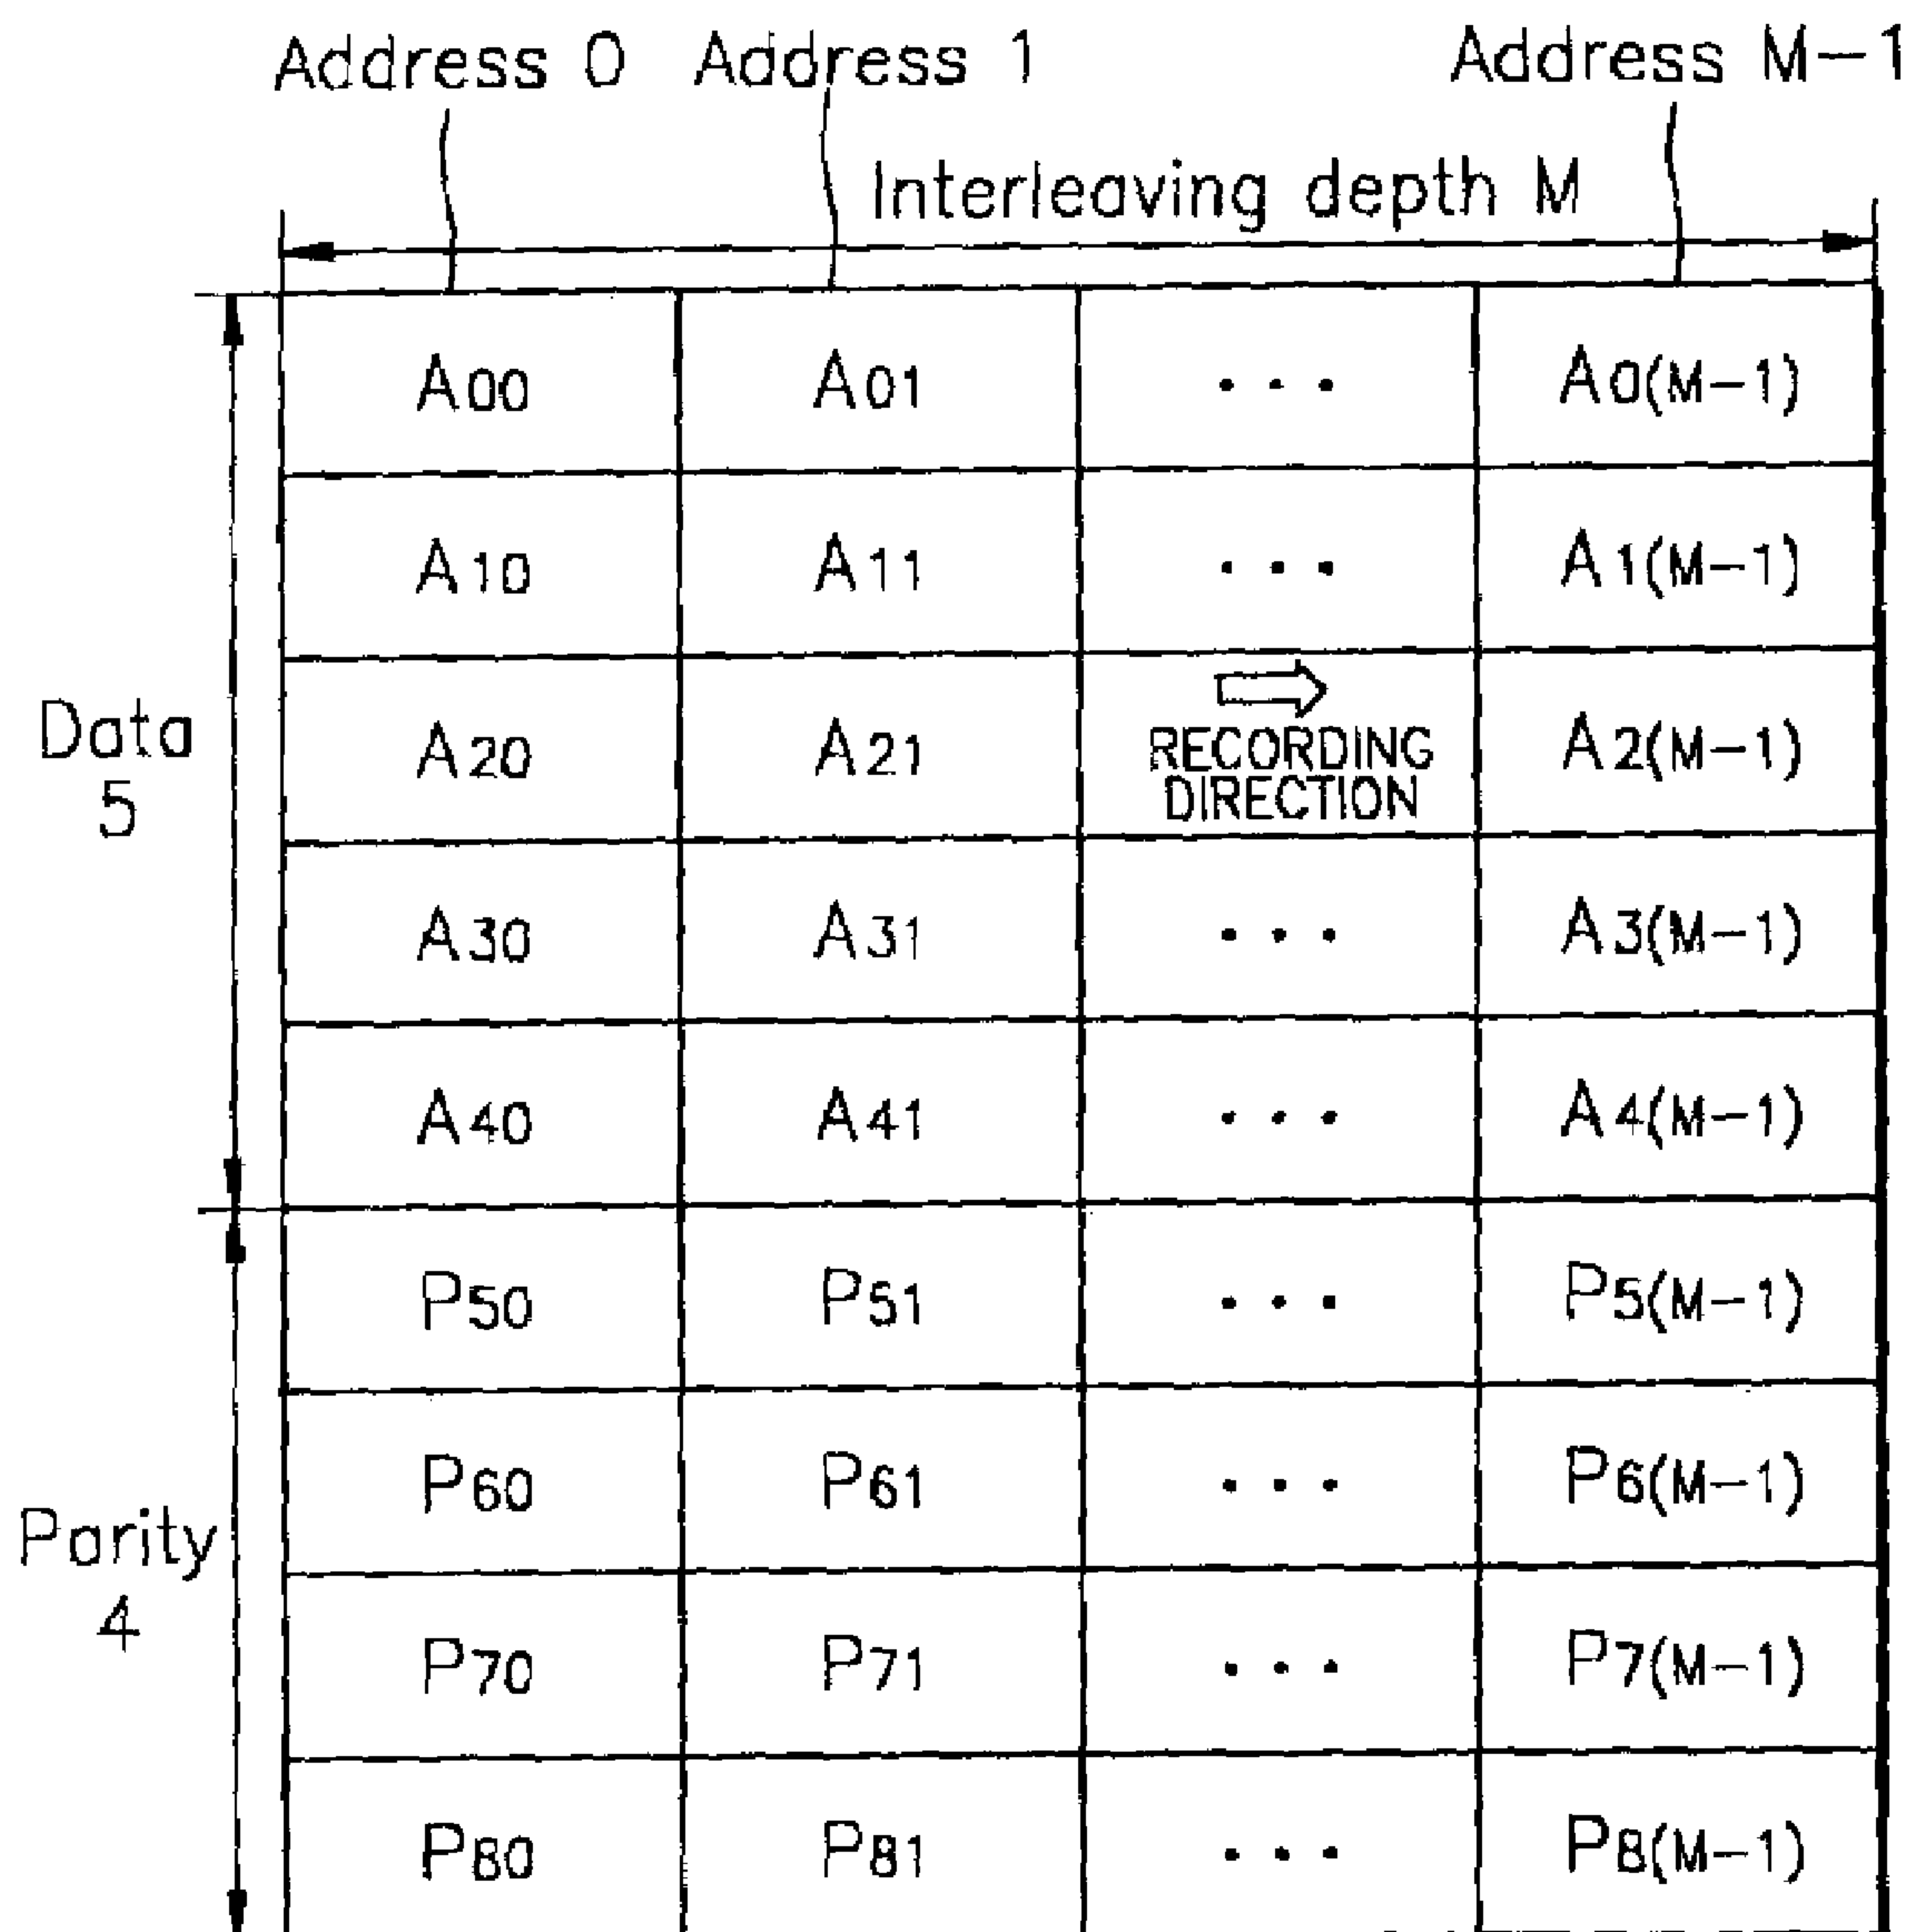 Address 0 Address 1 Address M-1
Interleaving depth M
A00 A01 ... A0(M-1)
A10 A11 ... A1(M-1)
Data
5
A20 A21 RECORDING DIRECTION A2(M-1)
A30 A31 ... A3(M-1)
A40 A41 ... A4(M-1)
P50 P51 ... P5(M-1)
P60 P61 ... P6(M-1)
Parity
4
P70 P71 ... P7(M-1)
P80 P81 ... P8(M-1)